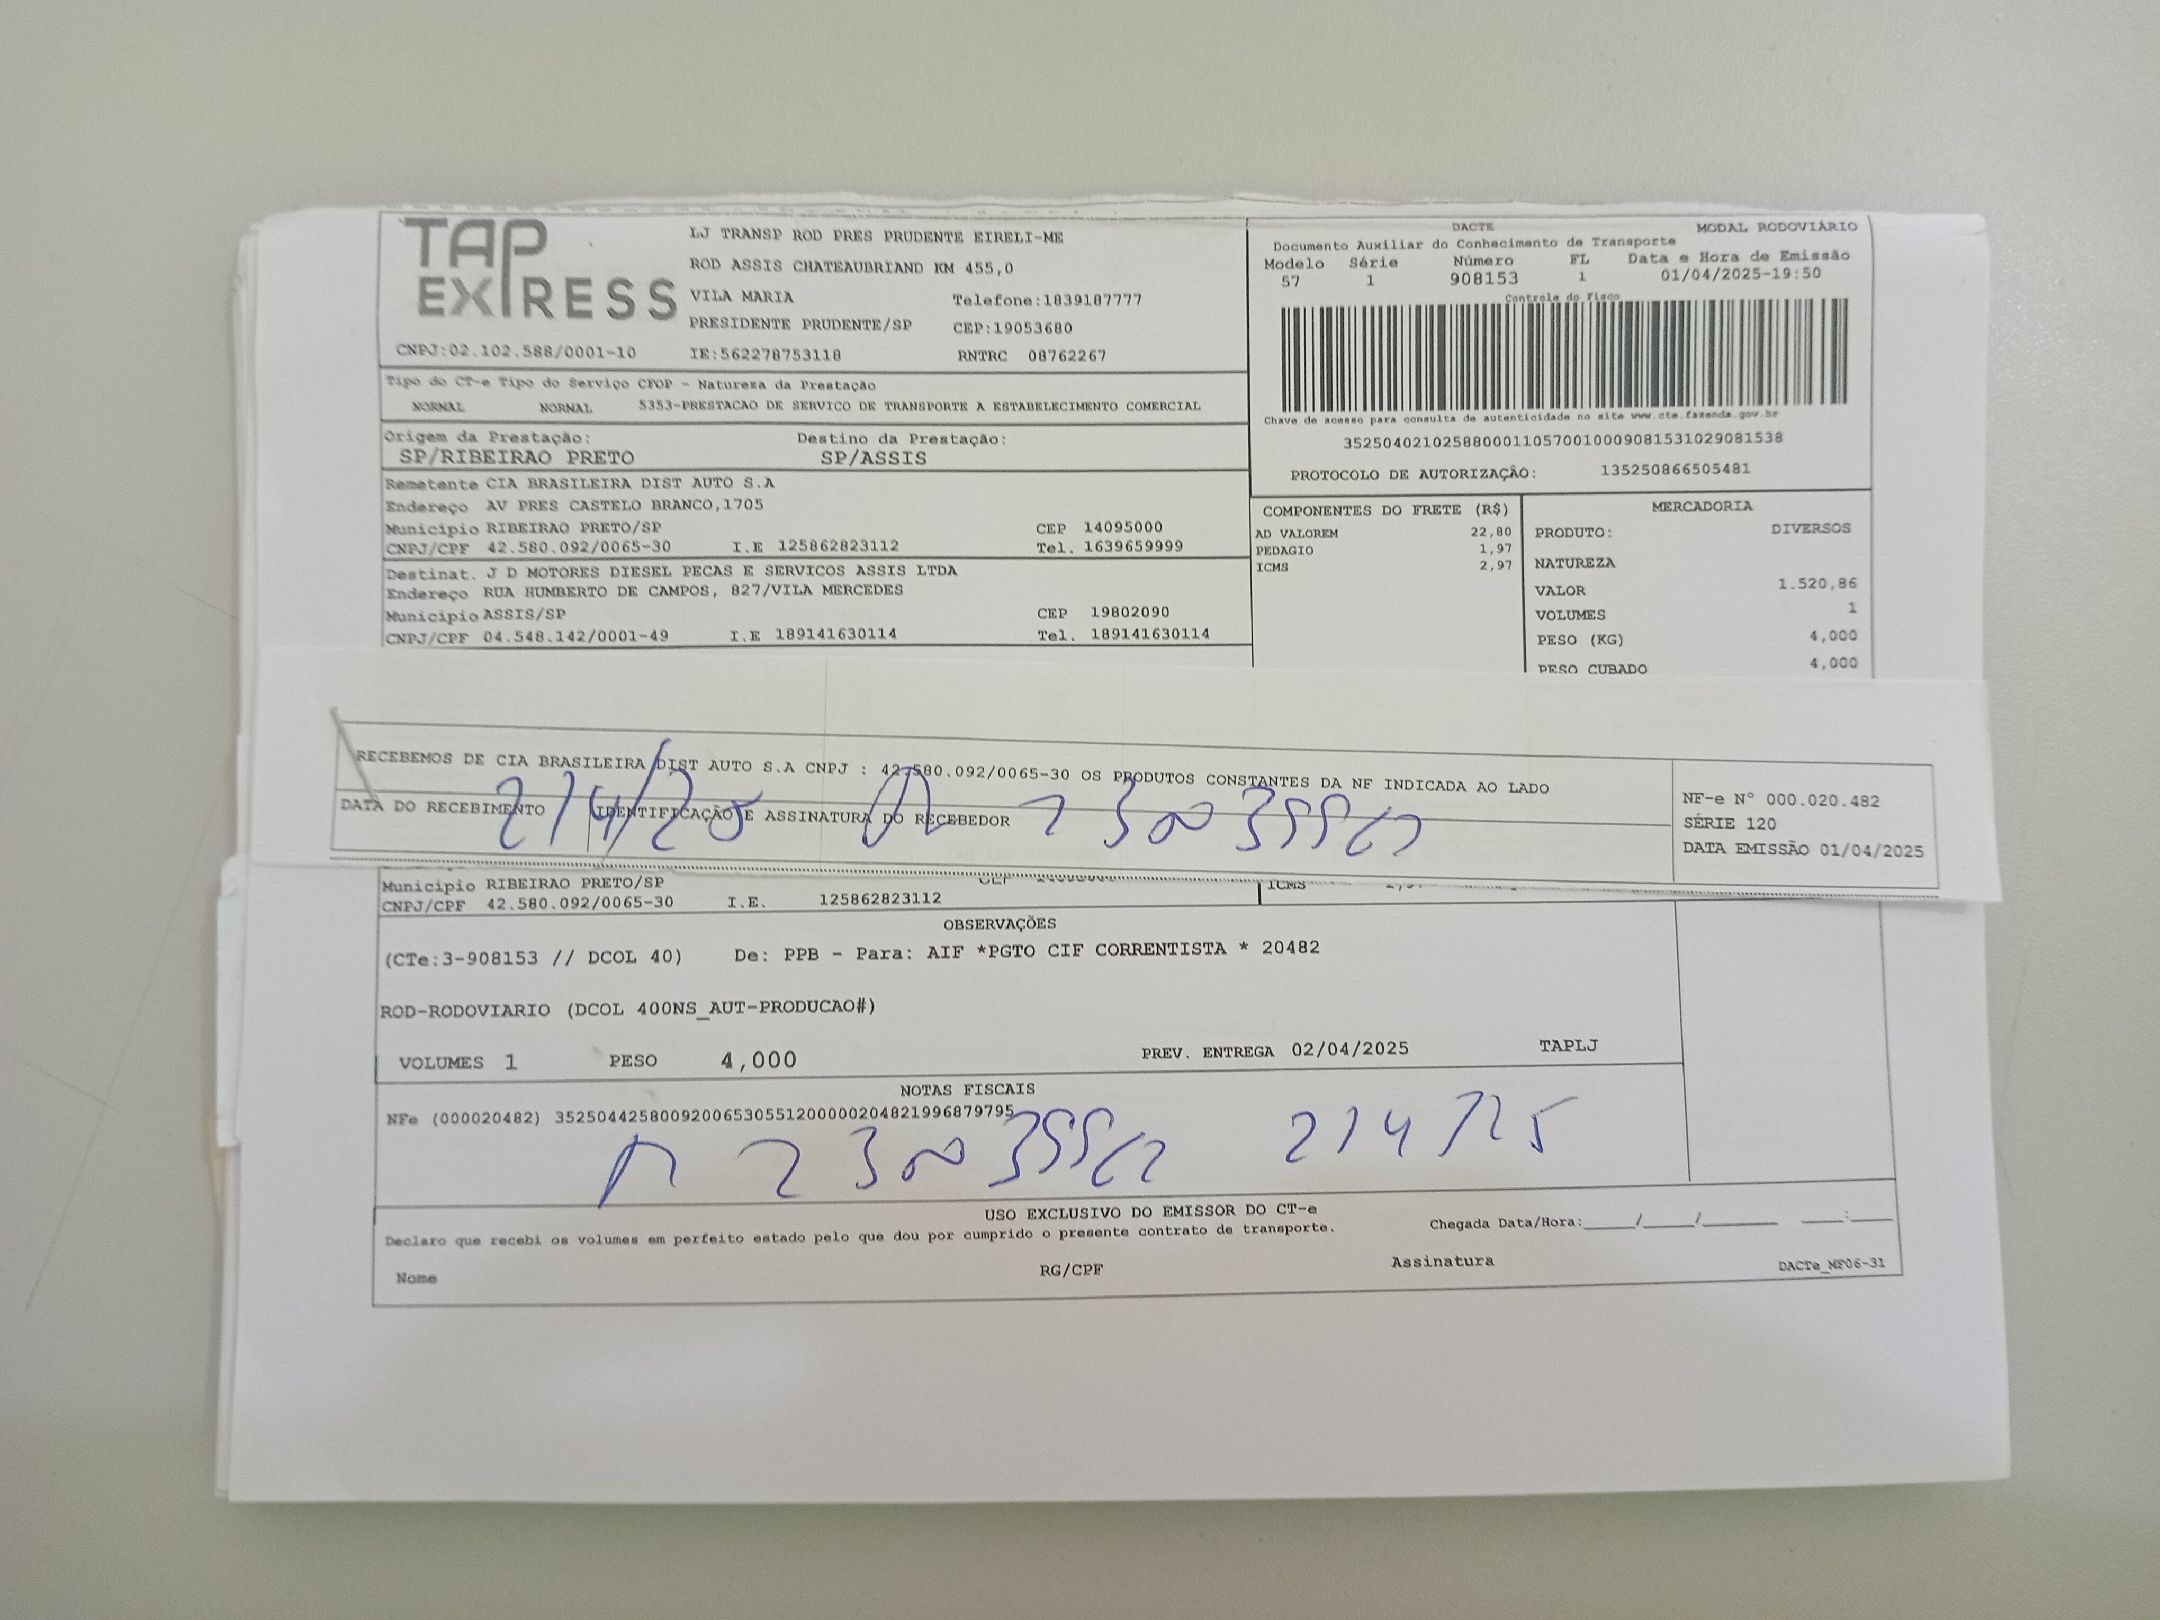 TAP EXPRESS
LJ TRANSP ROD PRES PRUDENTE EIRELI-ME
ROD ASSIS CHATEAUBRIAND KM 455,0
VILA MARIA Telefone:1839187777
PRESIDENTE PRUDENTE/SP CEP:19053680
CNPJ:02.102.588/0001-10 IE:562278753118 RNTRC 08762267
DACTE MODAL RODOVIÁRIO
Documento Auxiliar do Conhecimento de Transporte
Modelo Série Número FL Data e Hora de Emissão
57 1 908153 1 01/04/2025-19:50
Controle do Fisco
Chave de acesso para consulta de autenticidade no site www.cte.fazenda.gov.br
35250402102588000110570010009081531029081538
PROTOCOLO DE AUTORIZAÇÃO: 135250866505481
Tipo do CT-e Tipo do Serviço CFOP - Natureza da Prestação
NORMAL NORMAL 5353-PRESTACAO DE SERVICO DE TRANSPORTE A ESTABELECIMENTO COMERCIAL
Origem da Prestação: Destino da Prestação:
SP/RIBEIRAO PRETO SP/ASSIS
Remetente CIA BRASILEIRA DIST AUTO S.A
Endereço AV PRES CASTELO BRANCO,1705
Município RIBEIRAO PRETO/SP CEP 14095000
CNPJ/CPF 42.580.092/0065-30 I.E 125862823112 Tel. 1639659999
Destinat. J D MOTORES DIESEL PECAS E SERVICOS ASSIS LTDA
Endereço RUA HUMBERTO DE CAMPOS, 827/VILA MERCEDES
Município ASSIS/SP CEP 19802090
CNPJ/CPF 04.548.142/0001-49 I.E 189141630114 Tel. 189141630114
COMPONENTES DO FRETE (R$)
AD VALOREM 22,80
PEDAGIO 1,97
ICMS 2,97
MERCADORIA
PRODUTO: DIVERSOS
NATUREZA
VALOR 1.520,86
VOLUMES 1
PESO (KG) 4,000
PESO CUBADO 4,000
RECEBEMOS DE CIA BRASILEIRA DIST AUTO S.A CNPJ : 42.580.092/0065-30 OS PRODUTOS CONSTANTES DA NF INDICADA AO LADO
DATA DO RECEBIMENTO IDENTIFICAÇÃO E ASSINATURA DO RECEBEDOR
2/4/25
NF-e N° 000.020.482
SÉRIE 120
DATA EMISSÃO 01/04/2025
Município RIBEIRAO PRETO/SP
CNPJ/CPF 42.580.092/0065-30 I.E. 125862823112
ICMS
OBSERVAÇÕES
(CTe:3-908153 // DCOL 40) De: PPB - Para: AIF *PGTO CIF CORRENTISTA * 20482
ROD-RODOVIARIO (DCOL 400NS_AUT-PRODUCAO#)
VOLUMES 1 PESO 4,000 PREV. ENTREGA 02/04/2025 TAPLJ
NOTAS FISCAIS
NFe (000020482) 35250442580092006530551200000204821996879795
2/4/25
USO EXCLUSIVO DO EMISSOR DO CT-e
Declaro que recebi os volumes em perfeito estado pelo que dou por cumprido o presente contrato de transporte. Chegada Data/Hora:____/____/______ ___:___
Nome RG/CPF Assinatura DACTe_MF06-31